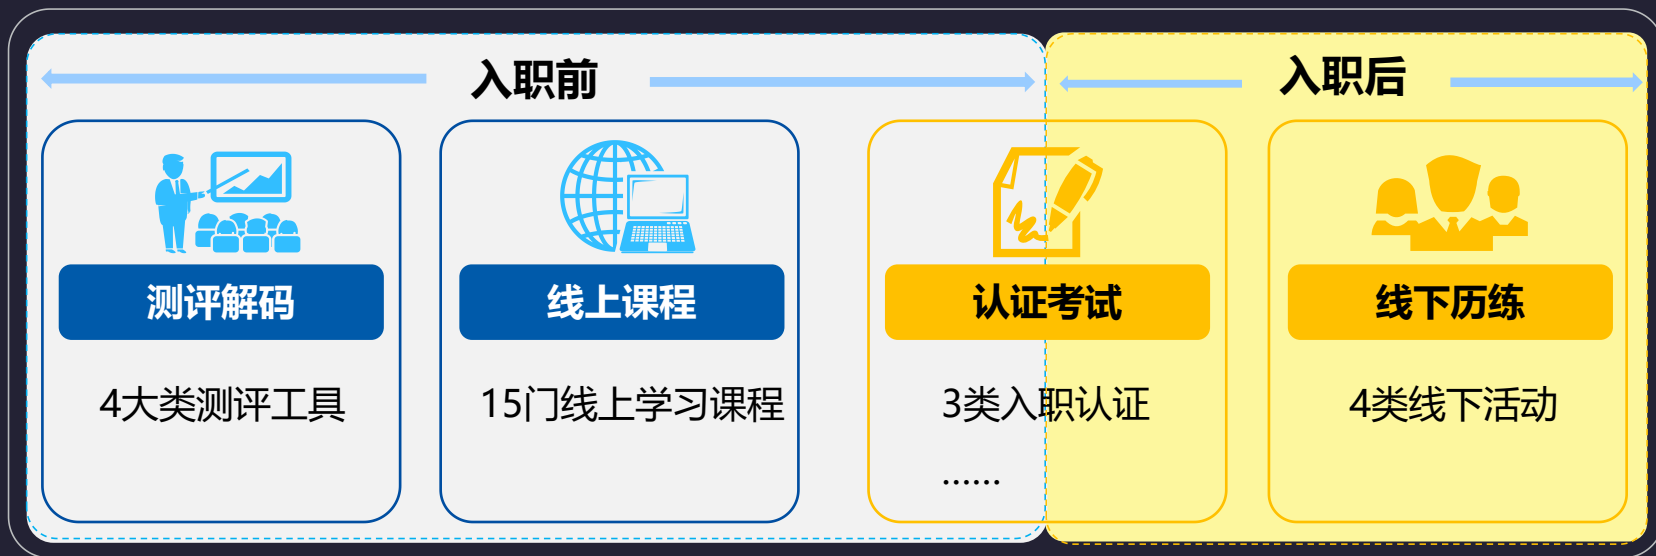 入职前
入职后
测评解码
线上课程
认证考试
线下历练
4大类测评工具
15门线上学习课程
3类入职认证
4类线下活动
......